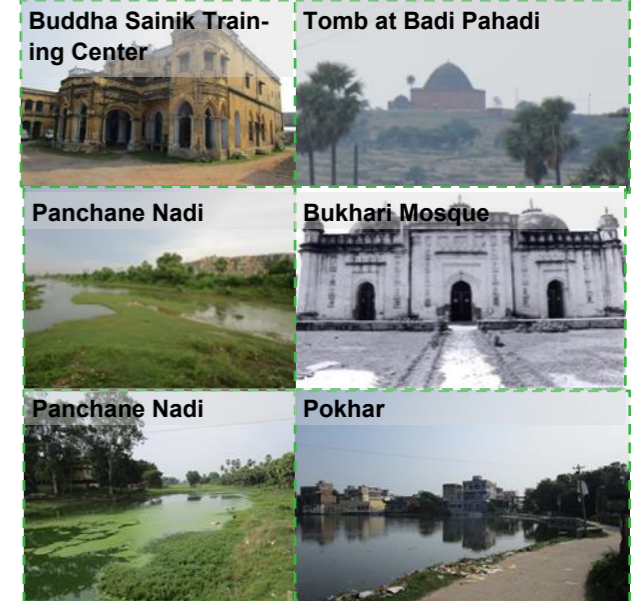 Buddha Sainik Train-
ing Center
Tomb at Badi Pahadi
Panchane Nadi
Bukhari Mosque
Panchane Nadi
Pokhar